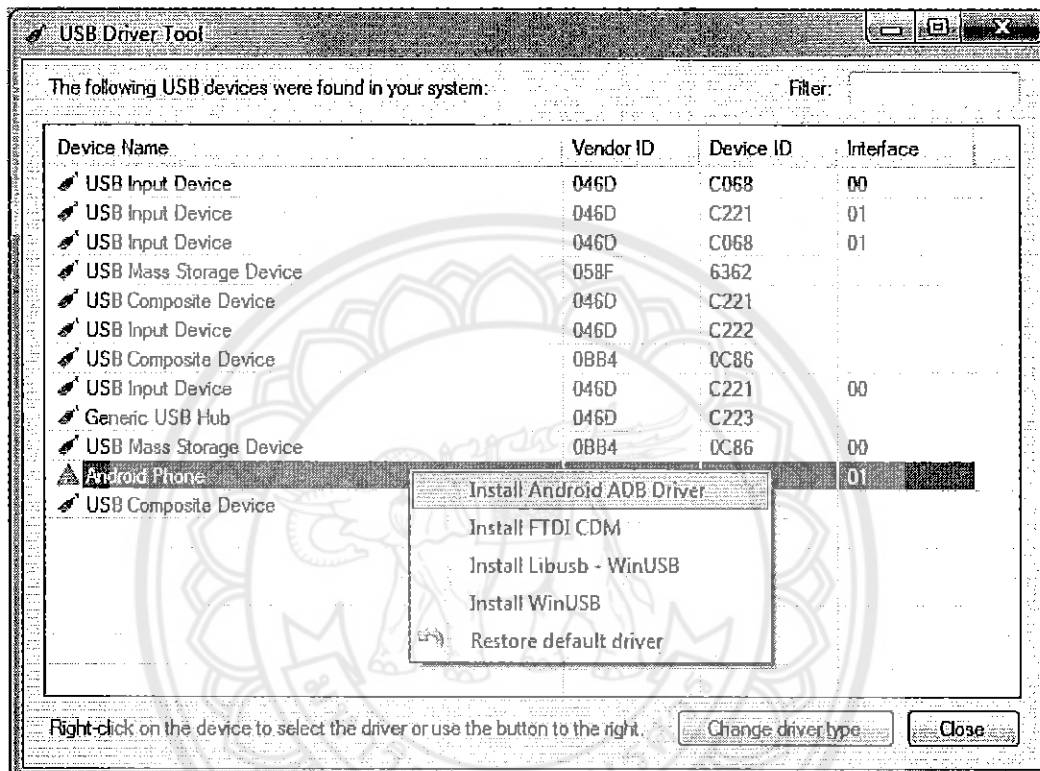 USB Driver Tool
The following USB devices were found in your system: Filter:
Device Name Vendor ID Device ID Interface
USB Input Device 046D C068 00
USB Input Device 046D C221 01
USB Input Device 046D C068 01
USB Mass Storage Device 058F 6362
USB Composite Device 046D C221
USB Input Device 046D C222
USB Composite Device 0BB4 0C86
USB Input Device 046D C221 00
Generic USB Hub 046D C223
USB Mass Storage Device 0BB4 0C86 00
Android Phone 01
Install Android ADB Driver
USB Composite Device
Install FTDI CDM
Install Libusb - WinUSB
Install WinUSB
Restore default driver
Right-click on the device to select the driver or use the button to the right. Change driver type Close